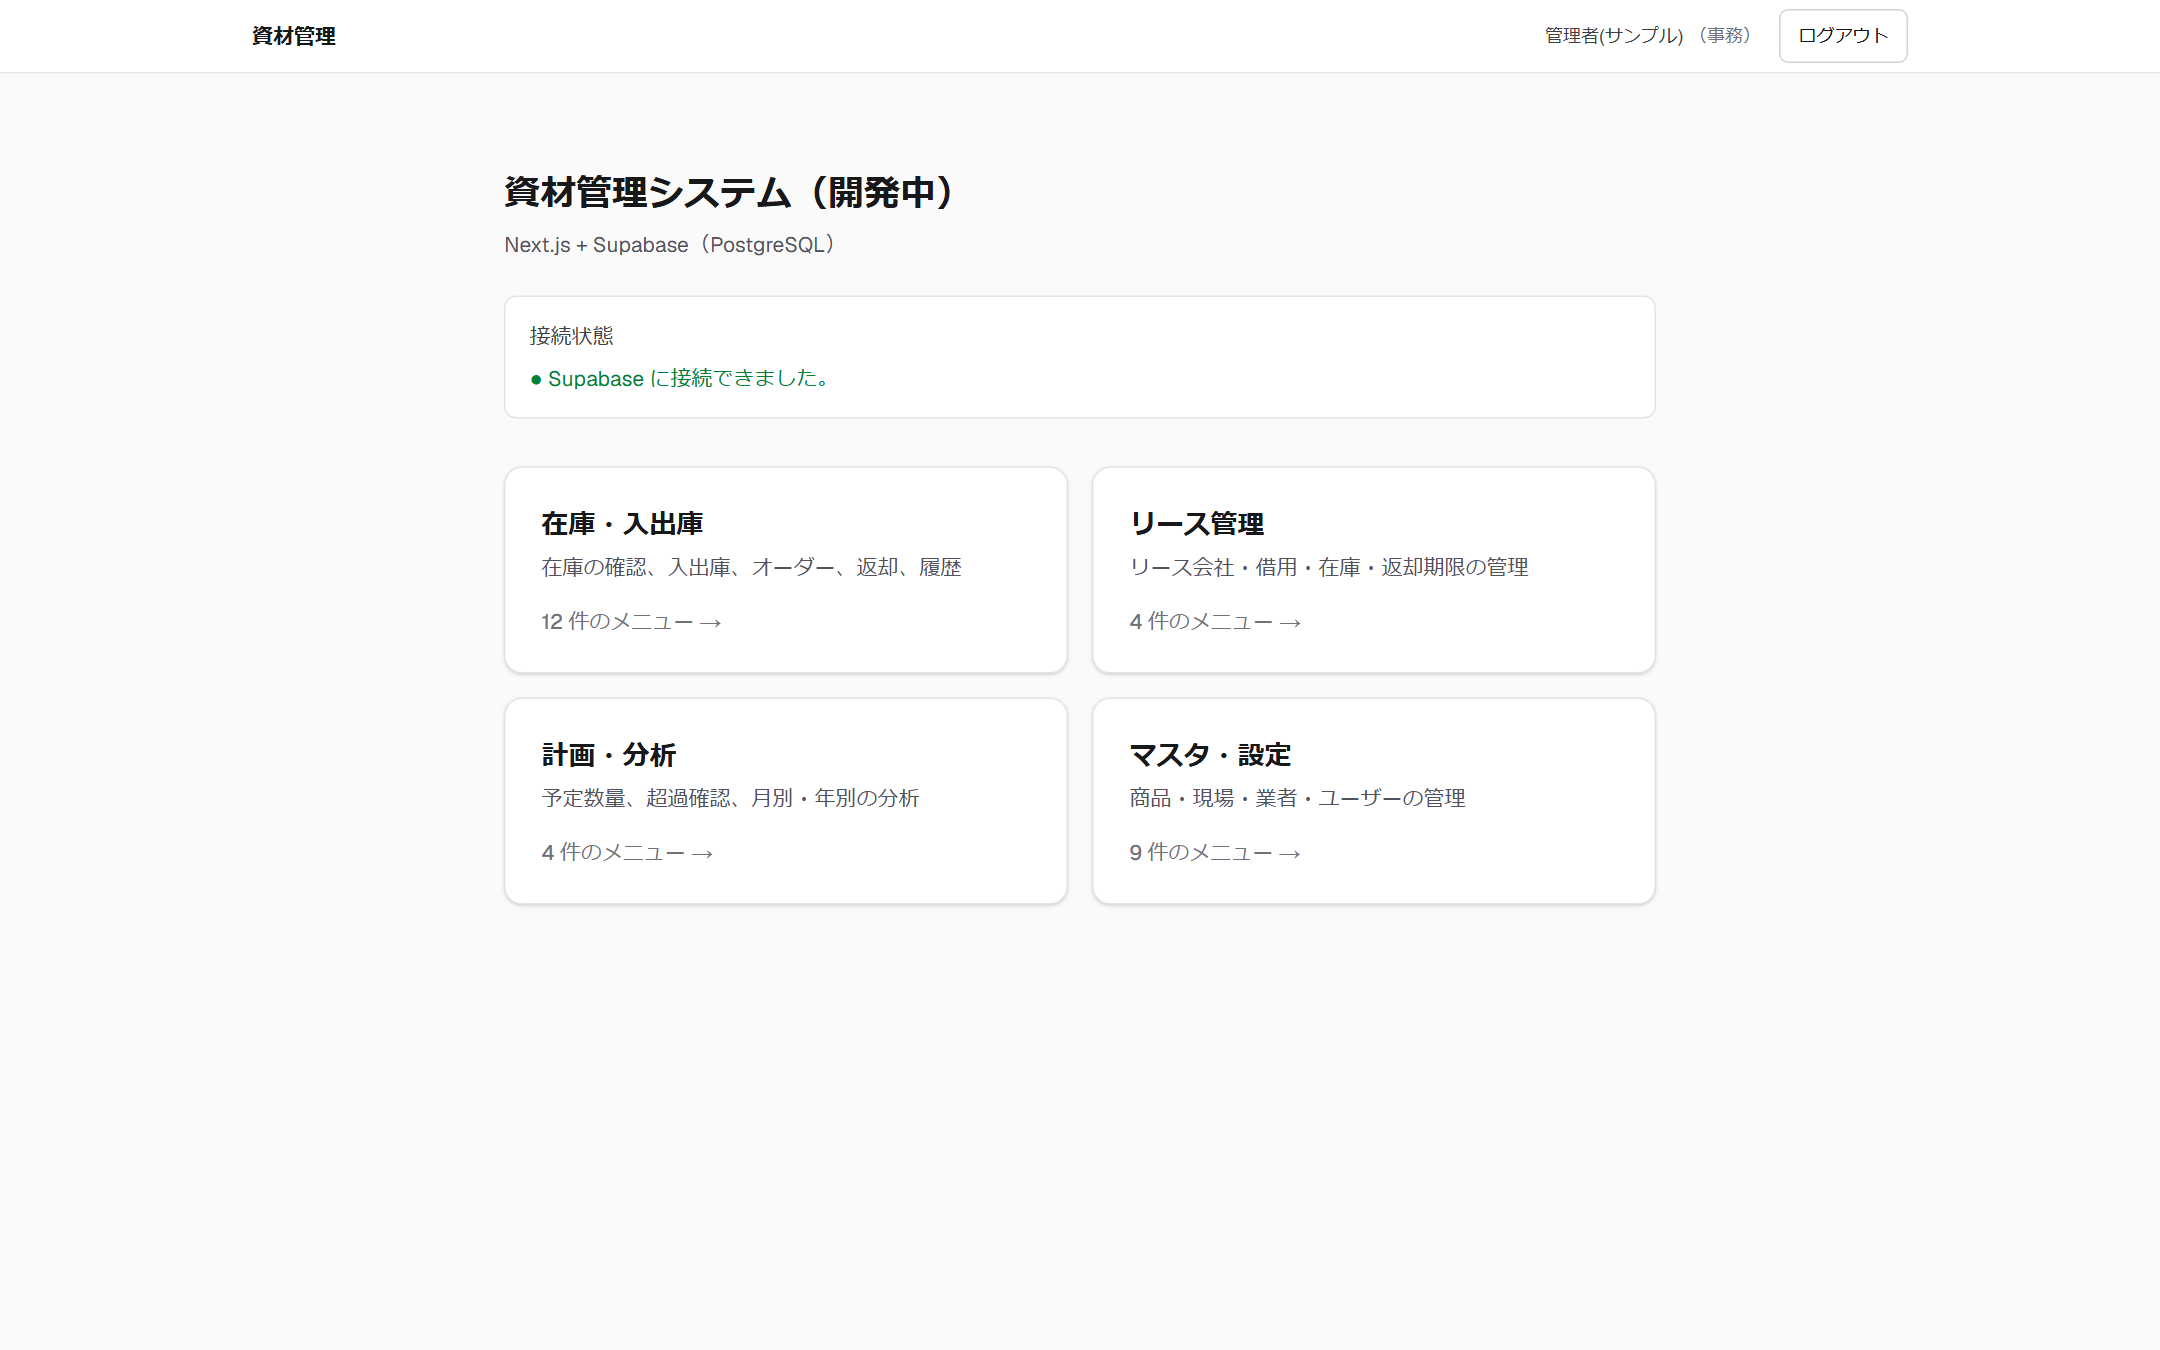 資材管理
管理者(サンプル) （事務）
ログアウト
資材管理システム（開発中）
Next.js + Supabase（PostgreSQL）
接続状態
● Supabase に接続できました。
在庫・入出庫
在庫の確認、入出庫、オーダー、返却、履歴
12 件のメニュー →
リース管理
リース会社・借用・在庫・返却期限の管理
4 件のメニュー →
計画・分析
予定数量、超過確認、月別・年別の分析
4 件のメニュー →
マスタ・設定
商品・現場・業者・ユーザーの管理
9 件のメニュー →